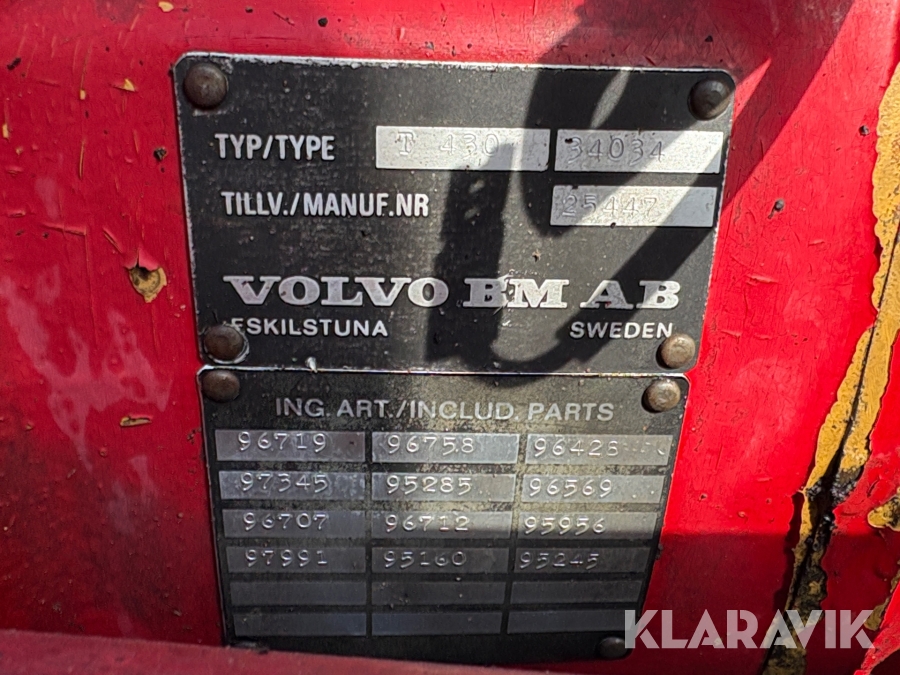 TYP/TYPE T 430 34034
TILLV./MANUF.NR 25447
VOLVO BM AB
ESKILSTUNA SWEDEN
ING. ART./INCLUD. PARTS
96719 96758
97345 95285 96569
96707 96712 95956
97991 95160 95245
KLARAVIK